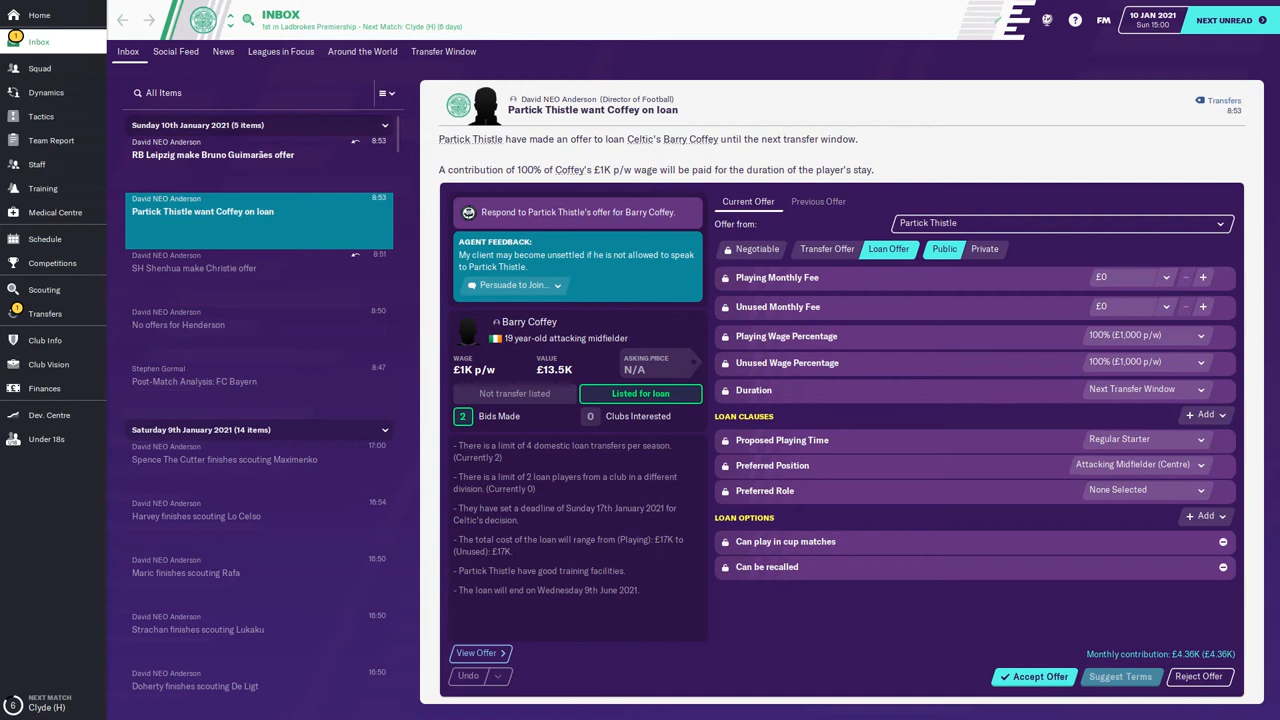 INBOX
1st in Ladbrokes Premiership - Next Match: Clyde (H) (6 days)
FM
10 JAN 2021
Sun 15:00
NEXT UNREAD
Home
1
Inbox
Squad
Dynamics
Tactics
Team Report
Staff
Training
Medical Centre
Schedule
Competitions
Scouting
1
Transfers
Club Info
Club Vision
Finances
Dev. Centre
Under 18s
6
NEXT MATCH
Clyde (H)
Inbox Social Feed News Leagues in Focus Around the World Transfer Window
All Items
Sunday 10th January 2021 (5 items)
David NEO Anderson 8:53
RB Leipzig make Bruno Guimarães offer
David NEO Anderson 8:53
Partick Thistle want Coffey on loan
David NEO Anderson 8:51
SH Shenhua make Christie offer
David NEO Anderson 8:50
No offers for Henderson
Stephen Gormal 8:47
Post-Match Analysis: FC Bayern
Saturday 9th January 2021 (14 items)
David NEO Anderson 17:00
Spence The Cutter finishes scouting Maximenko
David NEO Anderson 16:54
Harvey finishes scouting Lo Celso
David NEO Anderson 16:50
Maric finishes scouting Rafa
David NEO Anderson 16:50
Strachan finishes scouting Lukaku
David NEO Anderson 16:50
Doherty finishes scouting De Ligt
David NEO Anderson (Director of Football)
Partick Thistle want Coffey on loan
Transfers
8:53
Partick Thistle have made an offer to loan Celtic's Barry Coffey until the next transfer window.
A contribution of 100% of Coffey's £1K p/w wage will be paid for the duration of the player's stay.
Respond to Partick Thistle's offer for Barry Coffey.
AGENT FEEDBACK:
My client may become unsettled if he is not allowed to speak
to Partick Thistle.
Persuade to Join...
Barry Coffey
19 year-old attacking midfielder
WAGE VALUE ASKING PRICE
£1K p/w £13.5K N/A
Not transfer listed Listed for loan
2 Bids Made 0 Clubs Interested
- There is a limit of 4 domestic loan transfers per season.
(Currently 2)
- There is a limit of 2 loan players from a club in a different
division. (Currently 0)
- They have set a deadline of Sunday 17th January 2021 for
Celtic's decision.
- The total cost of the loan will range from (Playing): £17K to
(Unused): £17K.
- Partick Thistle have good training facilities.
- The loan will end on Wednesday 9th June 2021.
View Offer
Undo
Current Offer Previous Offer
Offer from: Partick Thistle
Negotiable Transfer Offer Loan Offer Public Private
Playing Monthly Fee £0
Unused Monthly Fee £0
Playing Wage Percentage 100% (£1,000 p/w)
Unused Wage Percentage 100% (£1,000 p/w)
Duration Next Transfer Window
LOAN CLAUSES + Add
Proposed Playing Time Regular Starter
Preferred Position Attacking Midfielder (Centre)
Preferred Role None Selected
LOAN OPTIONS + Add
Can play in cup matches
Can be recalled
Monthly contribution: £4.36K (£4.36K)
Accept Offer Suggest Terms Reject Offer